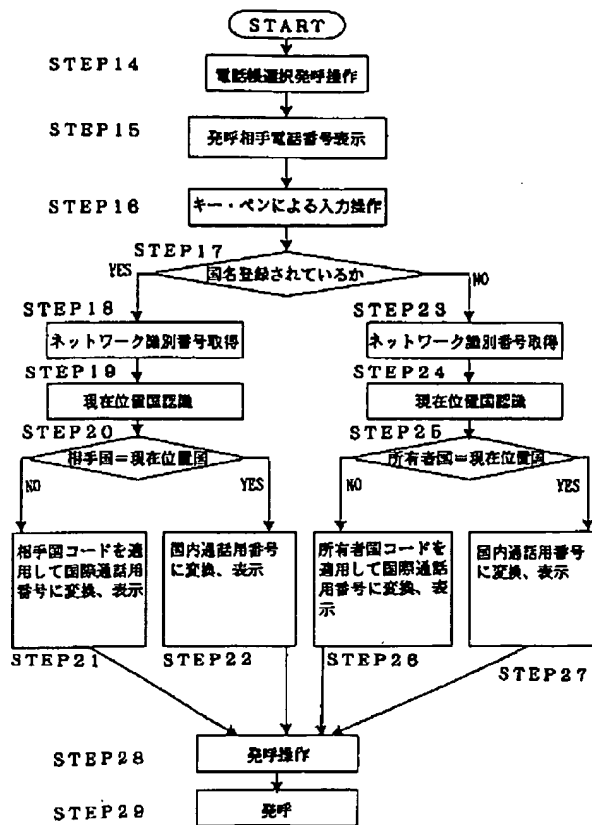 START
STEP14
電話帳選択発呼操作
STEP15
発呼相手電話番号表示
STEP16
キー・ペンによる入力操作
STEP17
国名登録されているか
YES
NO
STEP18
ネットワーク識別番号取得
STEP23
ネットワーク識別番号取得
STEP19
現在位置国認識
STEP24
現在位置国認識
STEP20
相手国＝現在位置国
STEP25
所有者国＝現在位置国
NO
YES
NO
YES
相手国コードを適
用して国際通話用
番号に変換、表示
国内通話用番号
に変換、表示
所有者国コードを
適用して国際通話
用番号に変換、表
示
国内通話用番号
に変換、表示
STEP21
STEP22
STEP26
STEP27
STEP28
発呼操作
STEP29
発呼